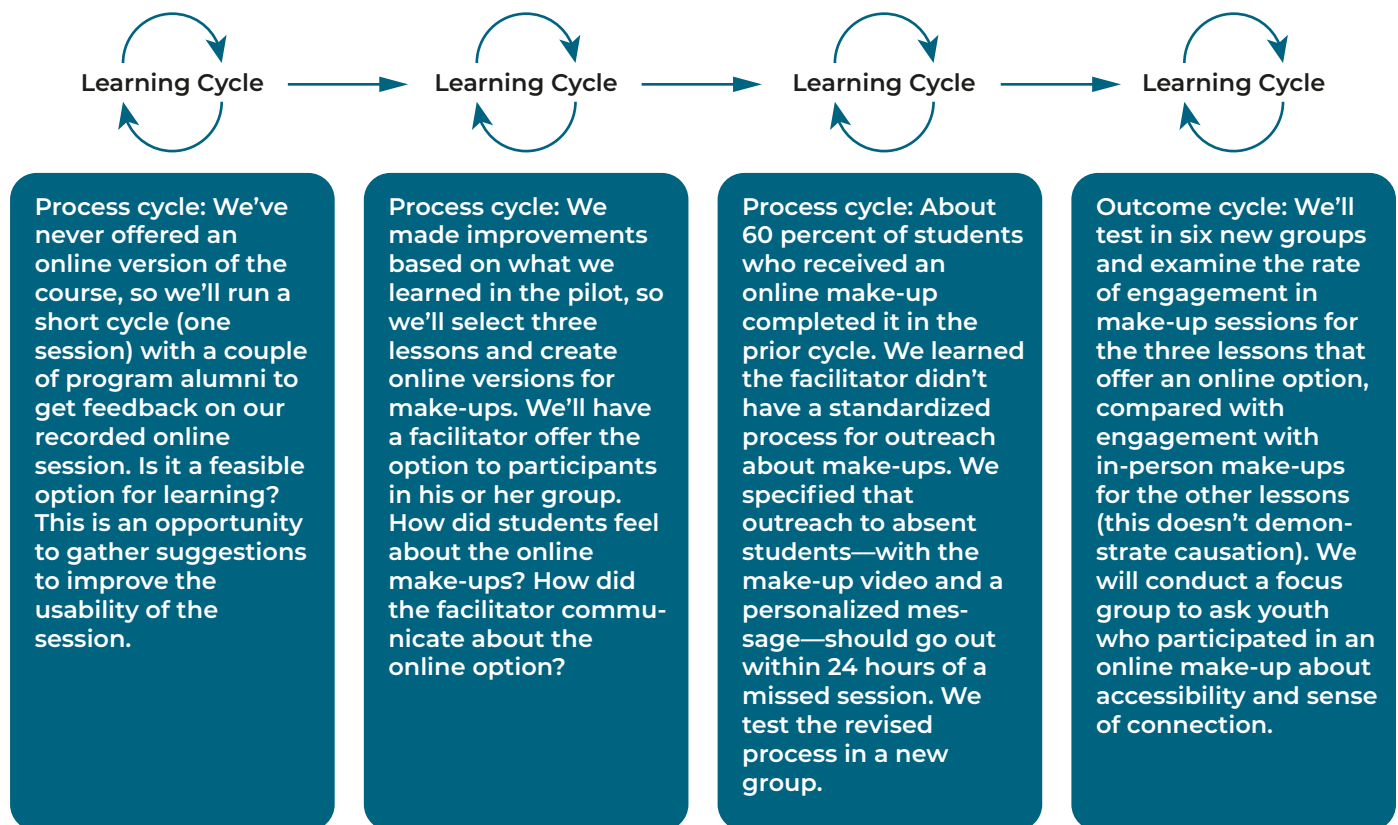 Learning Cycle
Learning Cycle
Learning Cycle
Learning Cycle
Process cycle: We’ve
never offered an
online version of the
course, so we’ll run a
short cycle (one
session) with a couple
of program alumni to
get feedback on our
recorded online
session. Is it a feasible
option for learning?
This is an opportunity
to gather suggestions
to improve the
usability of the
session.
Process cycle: We
made improvements
based on what we
learned in the pilot, so
we’ll select three
lessons and create
online versions for
make-ups. We’ll have
a facilitator offer the
option to participants
in his or her group.
How did students feel
about the online
make-ups? How did
the facilitator commu-
nicate about the
online option?
Process cycle: About
60 percent of students
who received an
online make-up
completed it in the
prior cycle. We learned
the facilitator didn’t
have a standardized
process for outreach
about make-ups. We
specified that
outreach to absent
students—with the
make-up video and a
personalized mes-
sage—should go out
within 24 hours of a
missed session. We
test the revised
process in a new
group.
Outcome cycle: We’ll
test in six new groups
and examine the rate
of engagement in
make-up sessions for
the three lessons that
offer an online option,
compared with
engagement with
in-person make-ups
for the other lessons
(this doesn’t demon-
strate causation). We
will conduct a focus
group to ask youth
who participated in an
online make-up about
accessibility and sense
of connection.